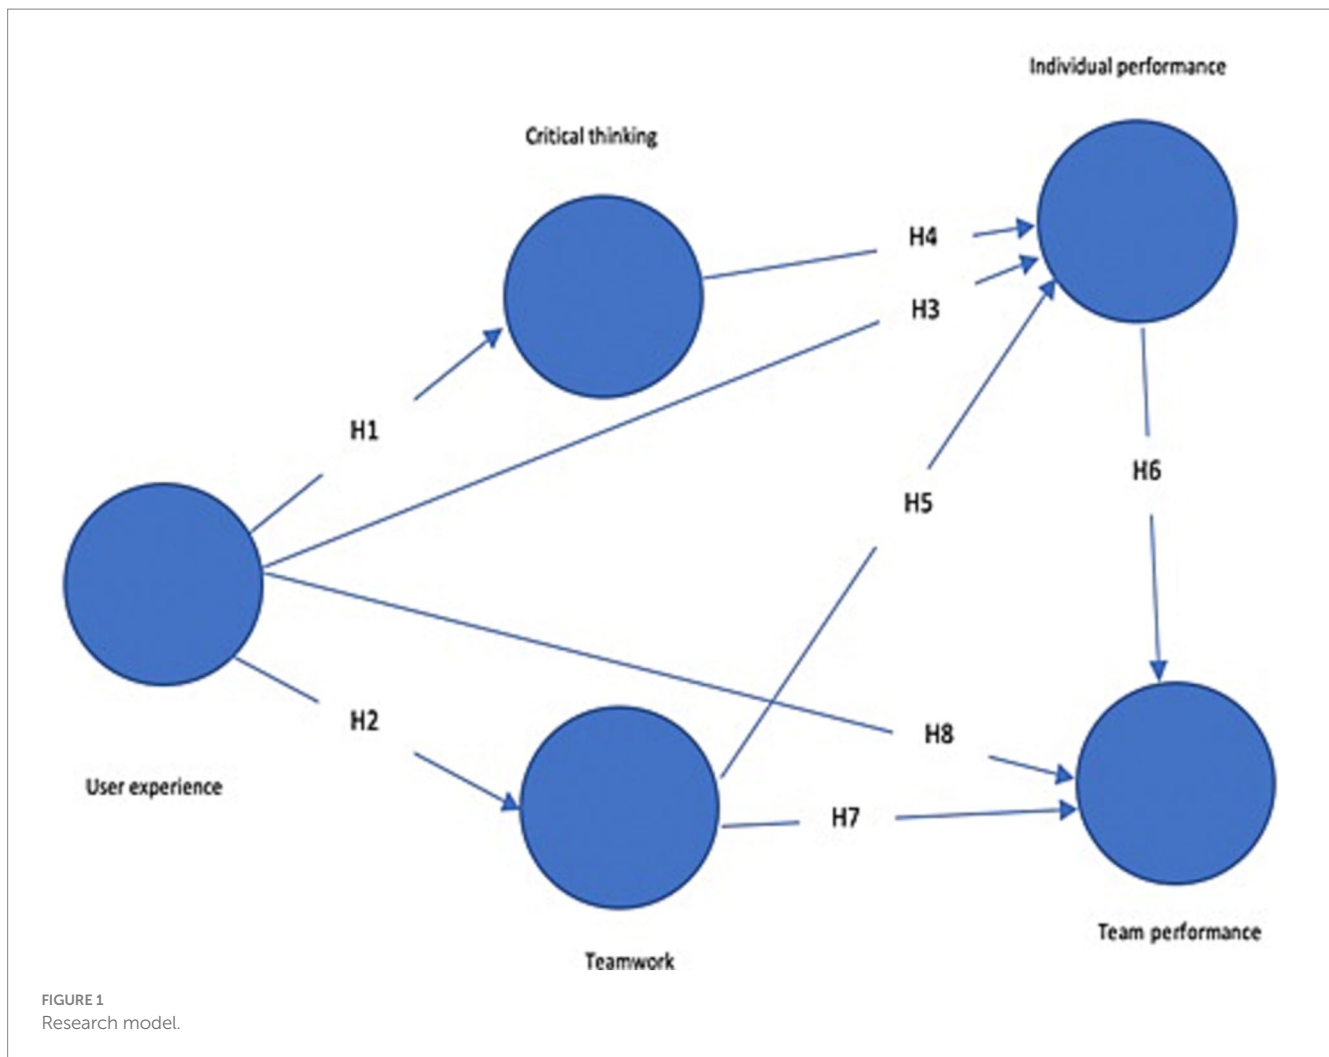 Individual performance
Critical thinking
H4
H3
H1
H6
H5
H2
H8
User experience
H7
Team performance
Teamwork
FIGURE 1
Research model.